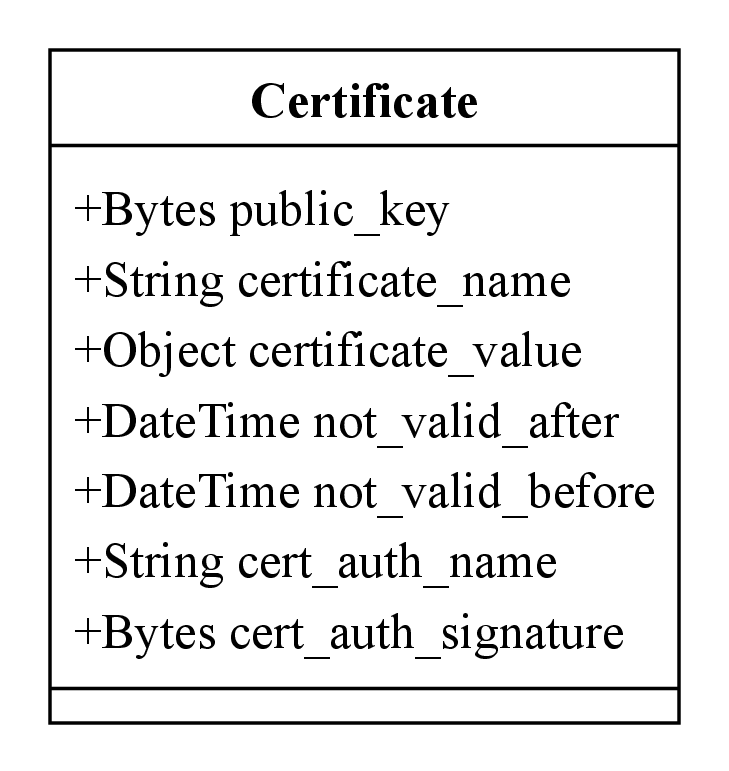 Certificate
+Bytes public_key
+String certificate_name
+Object certificate_value
+DateTime not_valid_after
+DateTime not_valid_before
+String cert_auth_name
+Bytes cert_auth_signature